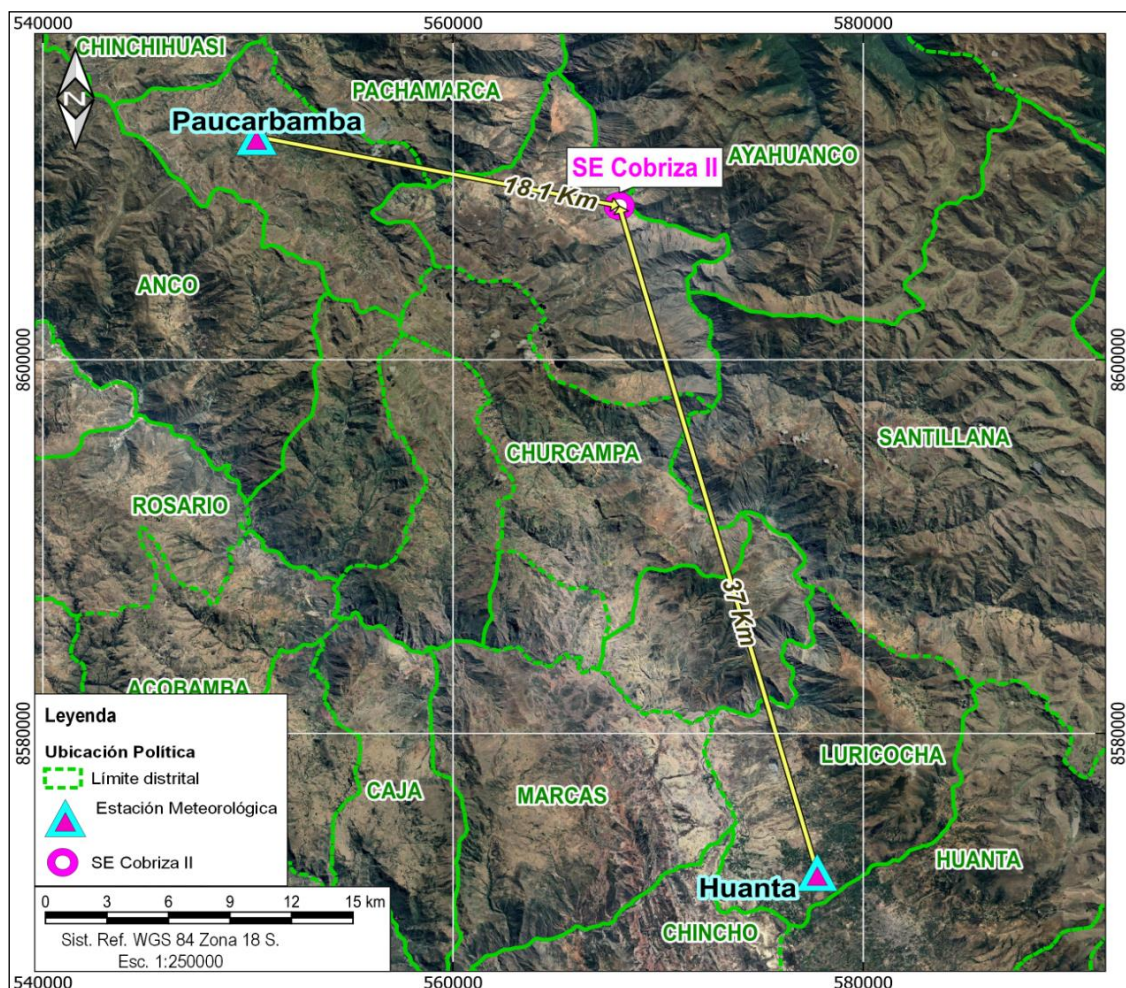 540000
560000
580000
CHINCHIHUASI
PACHAMARCA
N
Paucarbamba
AYAHUANCO
SE Cobriza II
18.1 Km
ANCO
8600000
8600000
CHURCAMPA
SANTILLANA
ROSARIO
37 Km
ACOBAMBA
Leyenda
Ubicación Política
Límite distrital
Estación Meteorológica
SE Cobriza II
8580000
8580000
LURICOCHA
CAJA
MARCAS
HUANTA
Huanta
CHINCHO
0 3 6 9 12 15 km
Sist. Ref. WGS 84 Zona 18 S.
Esc. 1:250000
540000
560000
580000